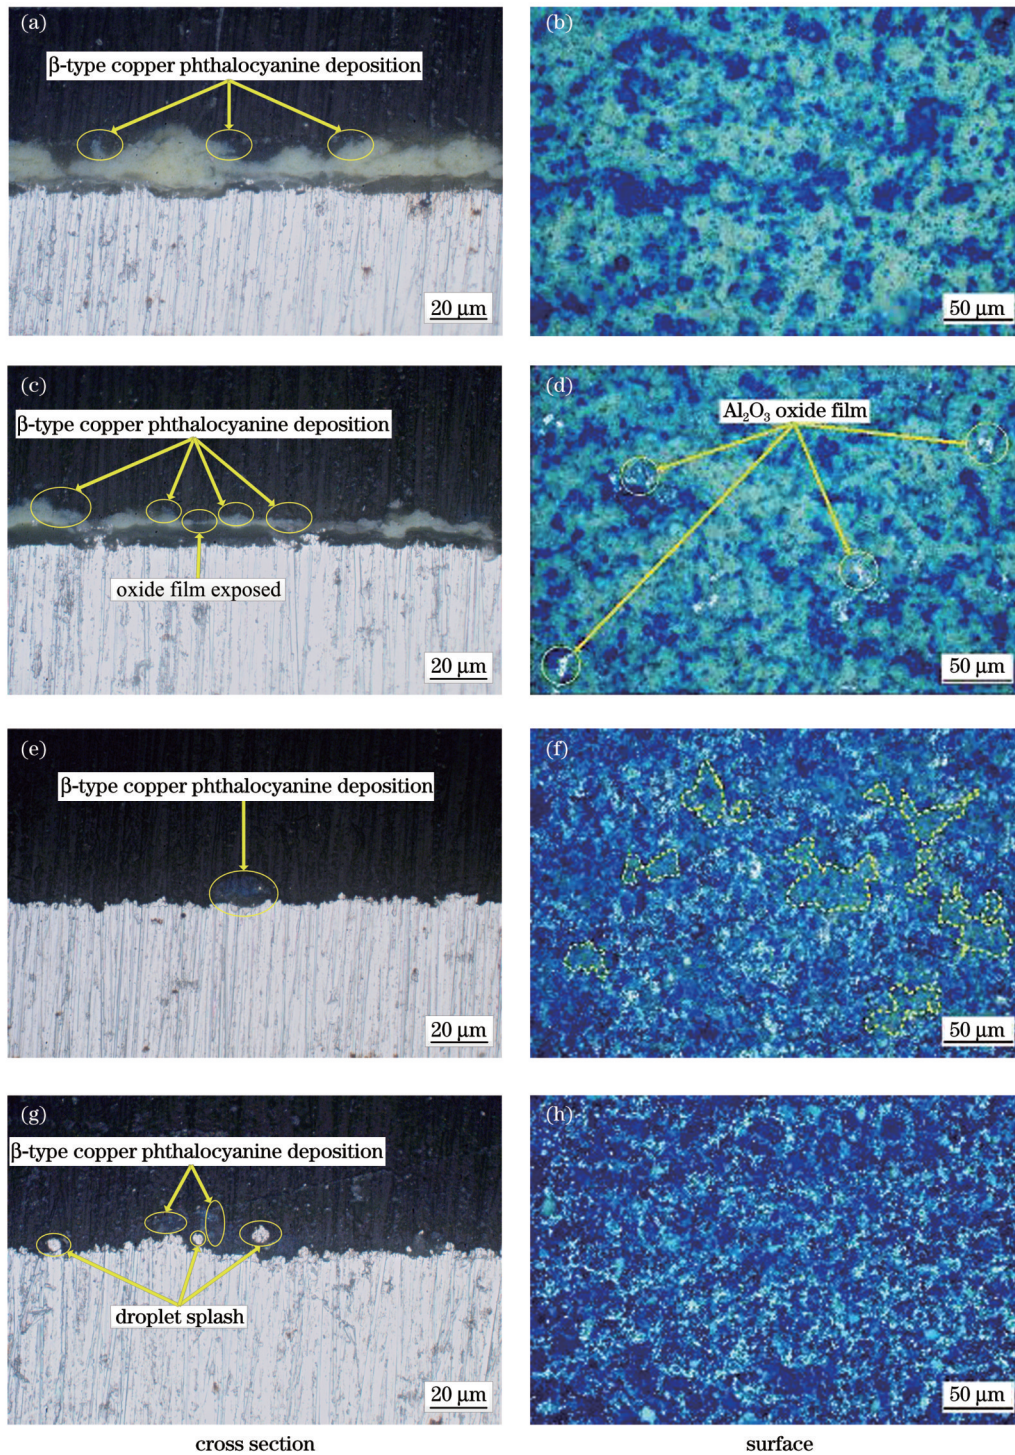 (a)
β-type copper phthalocyanine deposition
20 μm
(b)
50 μm
(c)
β-type copper phthalocyanine deposition
oxide film exposed
20 μm
(d)
Al₂O₃ oxide film
50 μm
(e)
β-type copper phthalocyanine deposition
20 μm
(f)
50 μm
(g)
β-type copper phthalocyanine deposition
droplet splash
20 μm
(h)
50 μm
cross section
surface